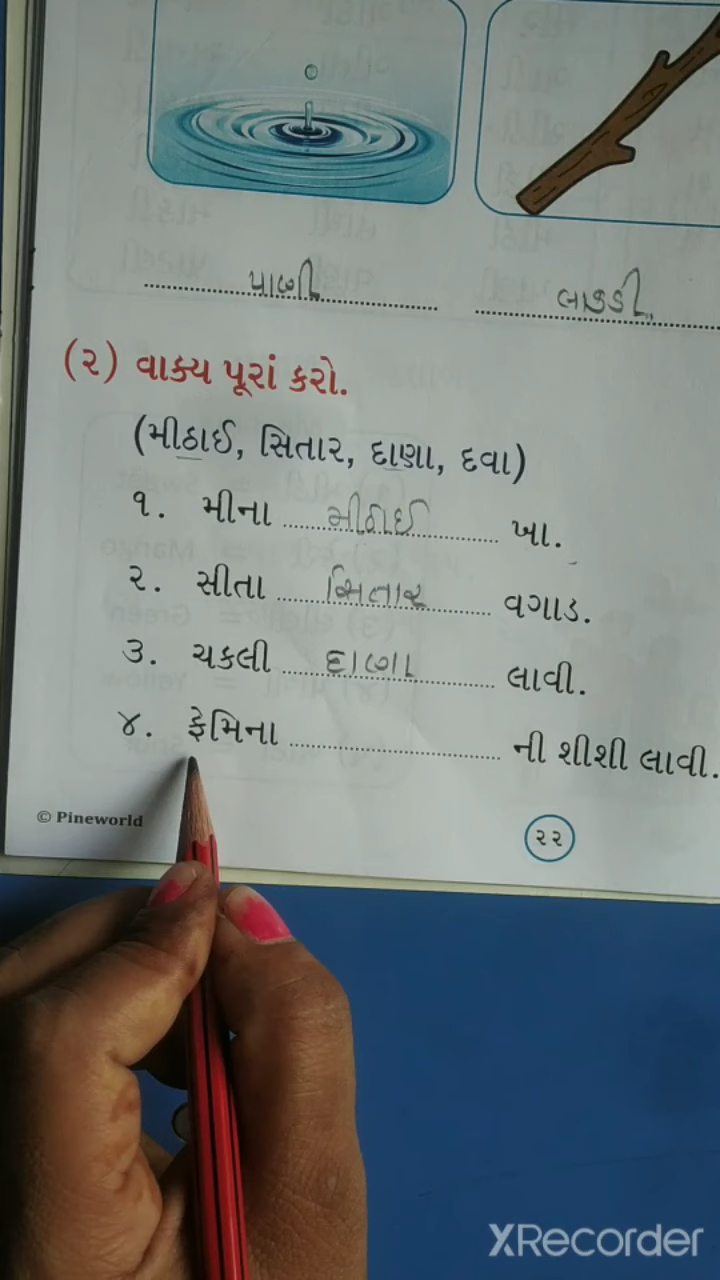 પાણી લાકડી
(૨) વાક્ય પૂરાં કરો.
(મીઠાઈ, સિતાર, દાણા, દવા)
૧. મીના મીઠાઈ ખા.
૨. સીતા સિતાર વગાડ.
૩. ચકલી દાણા લાવી.
૪. ફેમિના ની શીશી લાવી.
© Pineworld
૨૨
XRecorder